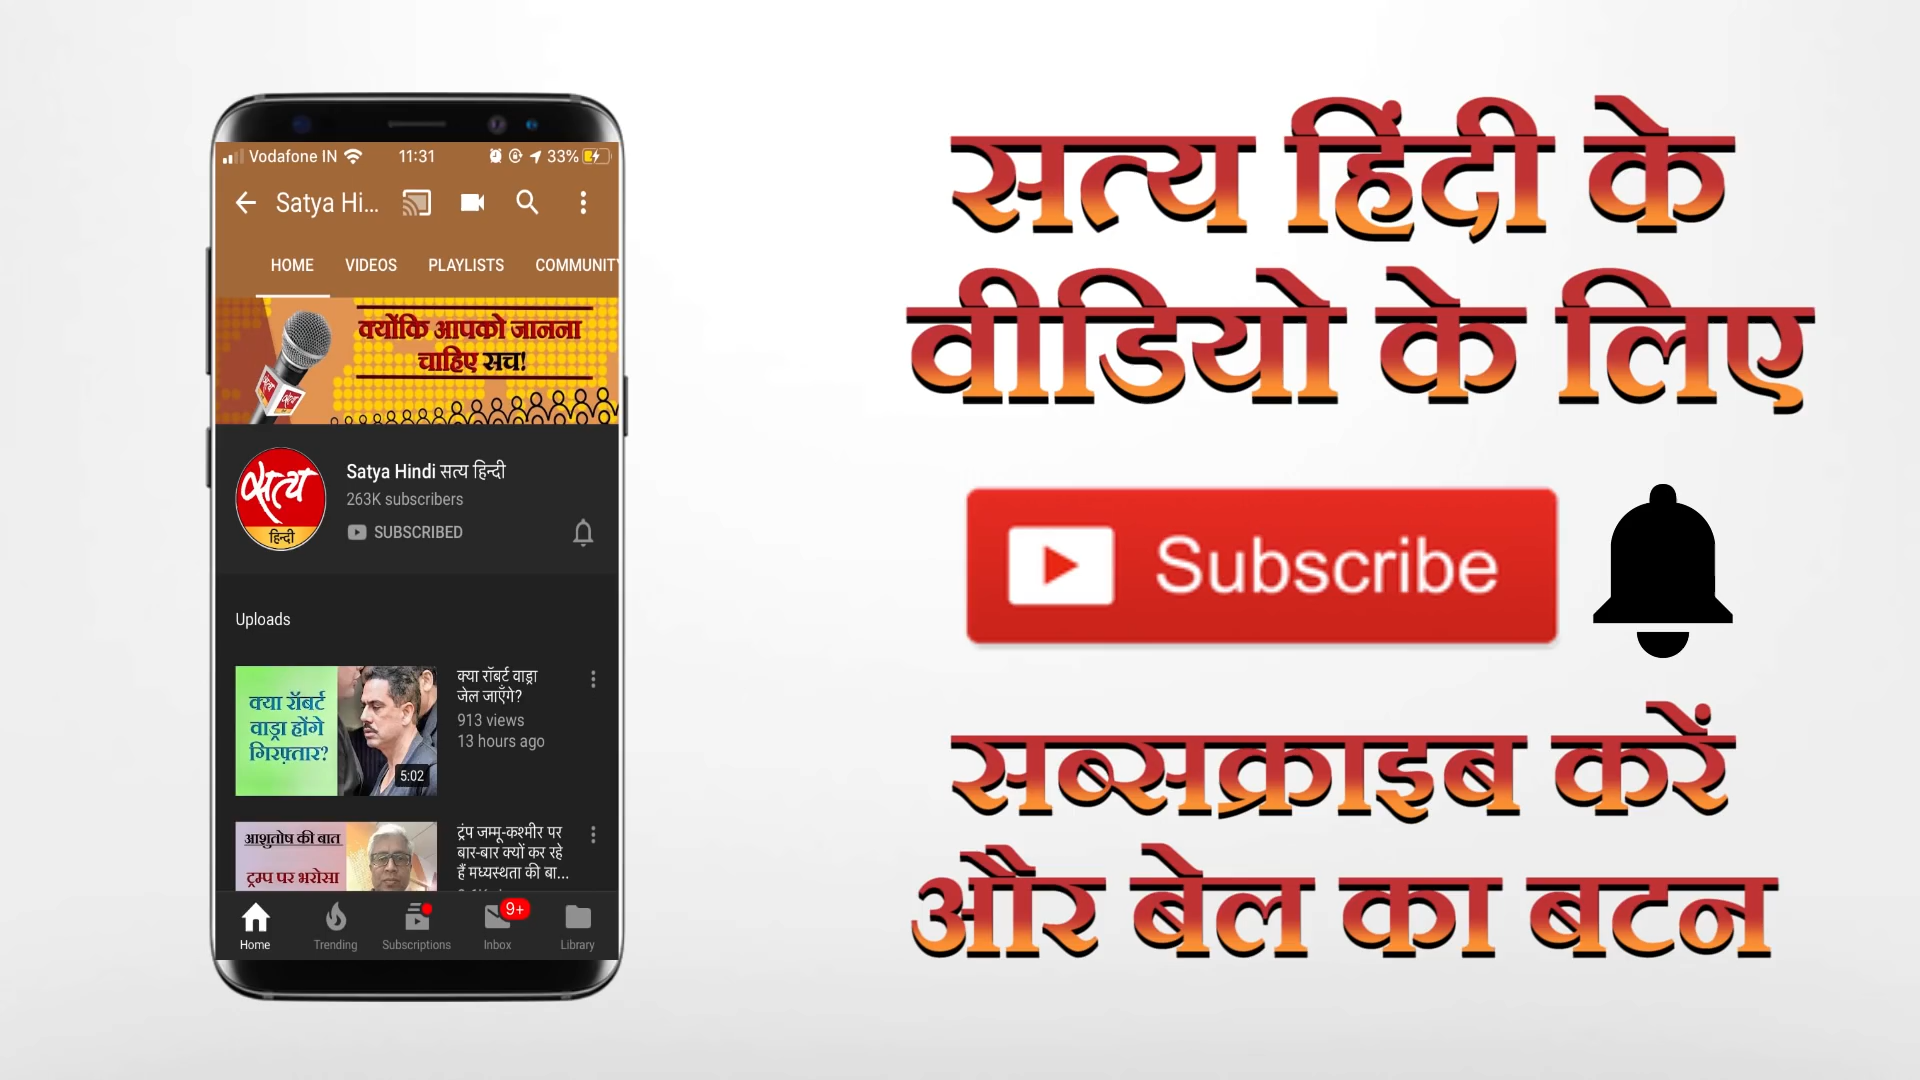 Vodafone IN 11:31 33%
Satya Hi...
HOME VIDEOS PLAYLISTS COMMUNITY
क्योंकि आपको जानना
चाहिए सच!
सत्य
हिन्दी
Satya Hindi सत्य हिन्दी
263K subscribers
SUBSCRIBED
Uploads
क्या रॉबर्ट
वाड्रा होंगे
गिरफ़्तार?
5:02
क्या रॉबर्ट वाड्रा
जेल जाएँगे?
913 views
13 hours ago
आशुतोष की बात
ट्रम्प पर भरोसा
ट्रंप जम्मू-कश्मीर पर
बार-बार क्यों कर रहे
हैं मध्यस्थता की बा...
9+
Home Trending Subscriptions Inbox Library
सत्य हिंदी के
वीडियो के लिए
Subscribe
सब्सक्राइब करें
और बेल का बटन